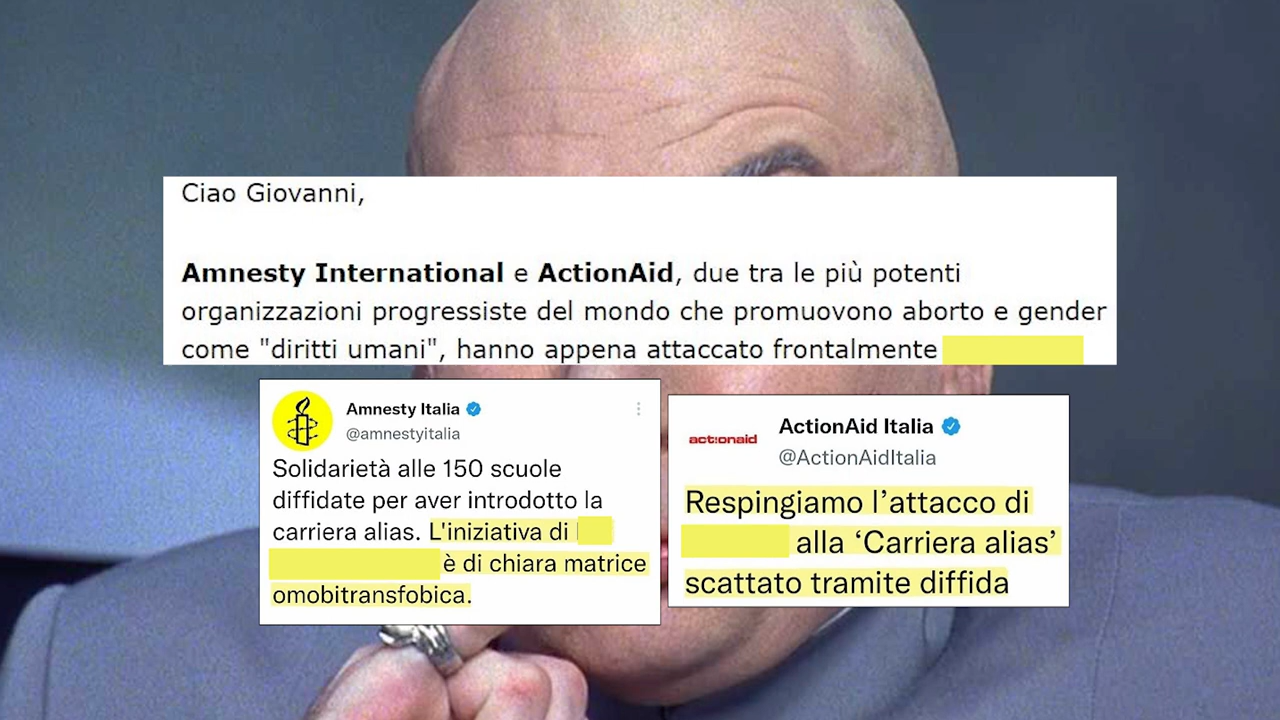 Ciao Giovanni,
Amnesty International e ActionAid, due tra le più potenti
organizzazioni progressiste del mondo che promuovono aborto e gender
come "diritti umani", hanno appena attaccato frontalmente
Amnesty Italia
@amnestyitalia
Solidarietà alle 150 scuole
diffidate per aver introdotto la
carriera alias. L'iniziativa di
è di chiara matrice
omobitransfobica.
act:onaid
ActionAid Italia
@ActionAidItalia
Respingiamo l’attacco di
alla ‘Carriera alias’
scattato tramite diffida